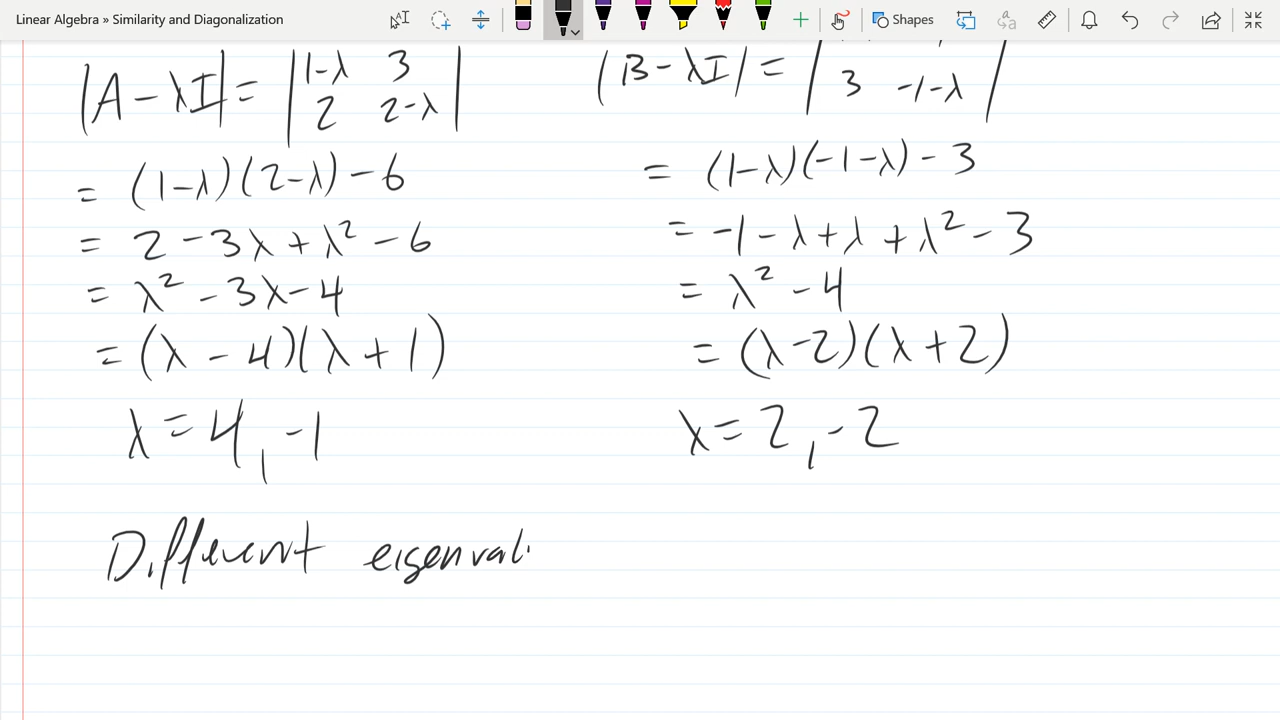 Linear Algebra » Similarity and Diagonalization
Shapes
|A - λI| = |1-λ 3
2 2-λ|
= (1-λ)(2-λ) - 6
= 2 - 3λ + λ² - 6
= λ² - 3λ - 4
= (λ - 4)(λ + 1)
λ = 4, -1
|B - λI| = |
3 -1-λ|
= (1-λ)(-1-λ) - 3
= -1 - λ + λ + λ² - 3
= λ² - 4
= (λ-2)(λ+2)
λ = 2, -2
Different eigenval